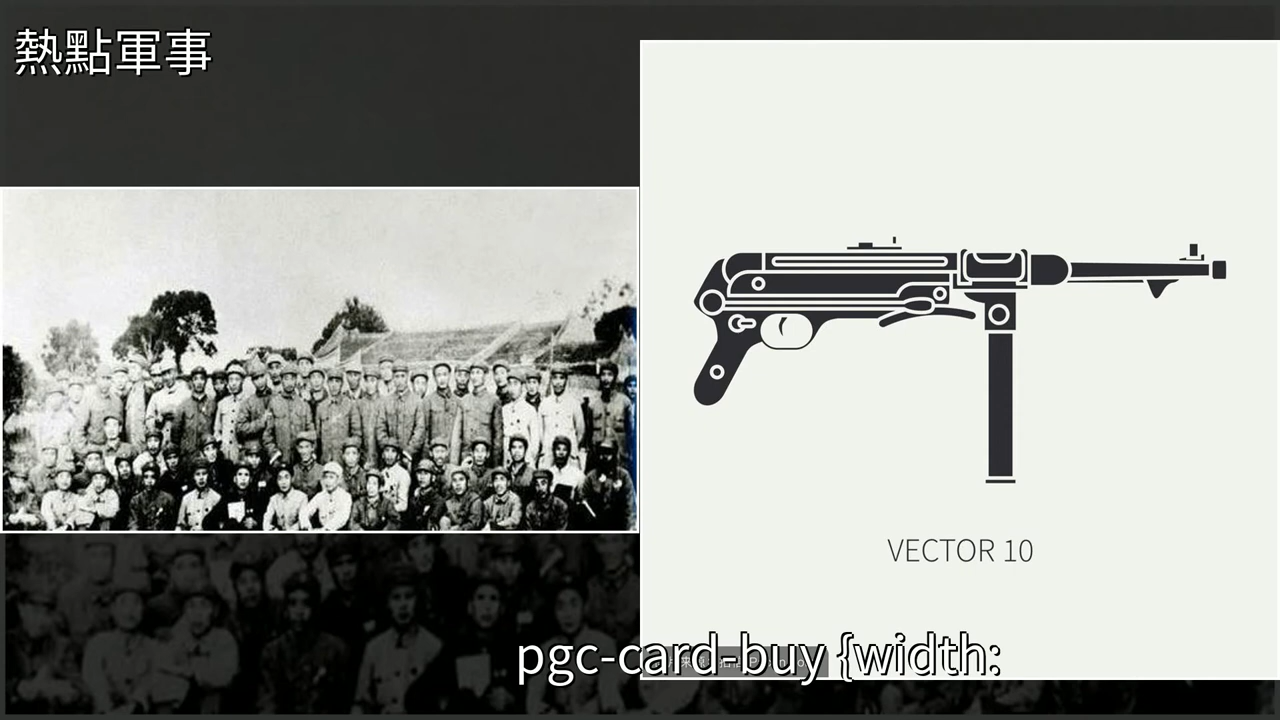 熱點軍事
VECTOR 10
pgc-card-buy {width: